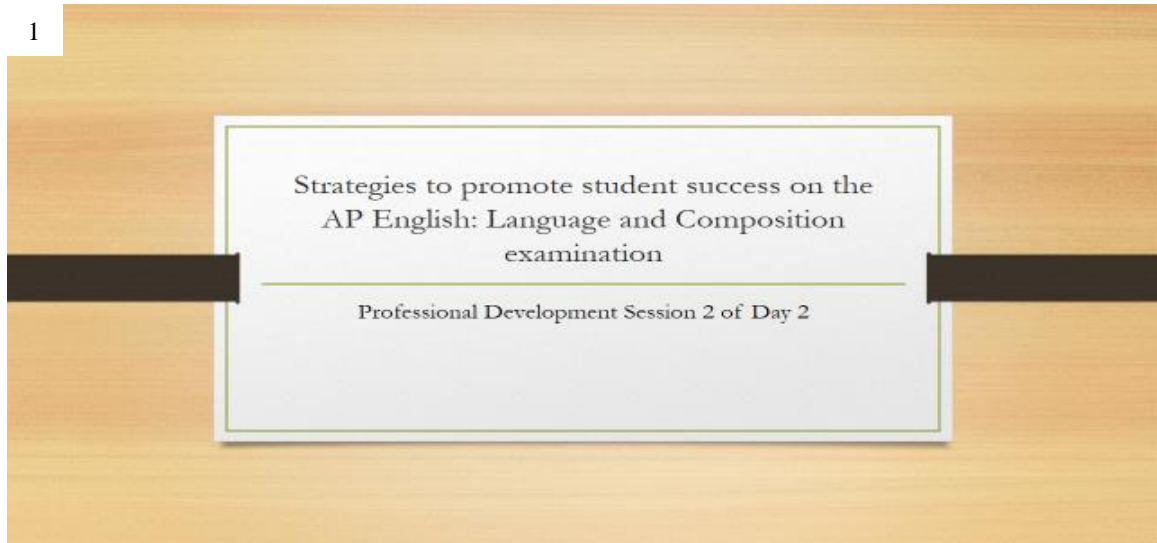 1
Strategies to promote student success on the
AP English: Language and Composition
examination
Professional Development Session 2 of Day 2